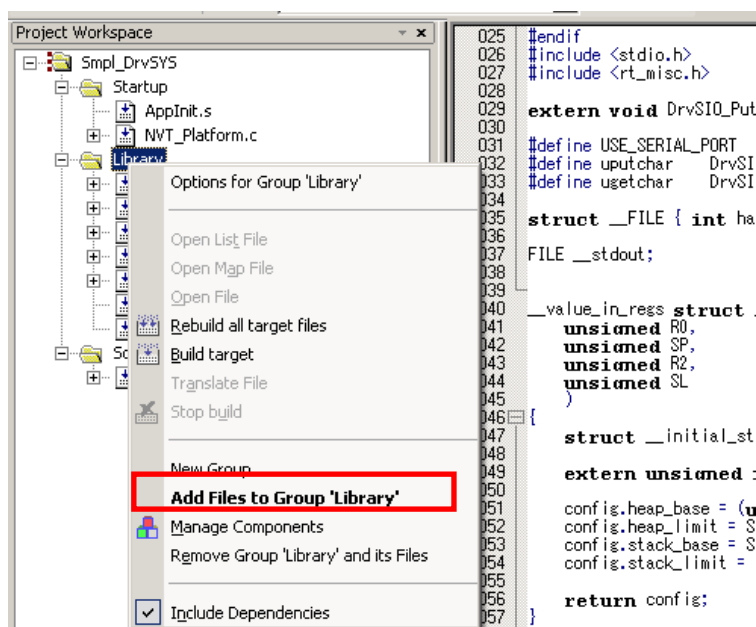 Project Workspace
Smpl_DrvSYS
Startup
AppInit.s
NVT_Platform.c
Library
Options for Group 'Library'
Open List File
Open Map File
Open File
Rebuild all target files
Build target
Translate File
Stop build
New Group
Add Files to Group 'Library'
Manage Components
Remove Group 'Library' and its Files
Include Dependencies
025 #endif
026 #include <stdio.h>
027 #include <rt_misc.h>
028
029 extern void DrvSIO_Put
030
031 #define USE_SERIAL_PORT
032 #define uputchar DrvSI
033 #define ugetchar DrvSI
034
035 struct __FILE { int ha
036
037 FILE __stdout;
038
039
040 __value_in_regs struct
041 unsigned R0,
042 unsigned SP,
043 unsigned R2,
044 unsigned SL
045 )
046 {
047 struct __initial_st
048
049 extern unsigned
050
051 config.heap_base = (u
052 config.heap_limit = S
053 config.stack_base = S
054 config.stack_limit =
055
056 return config;
057 }